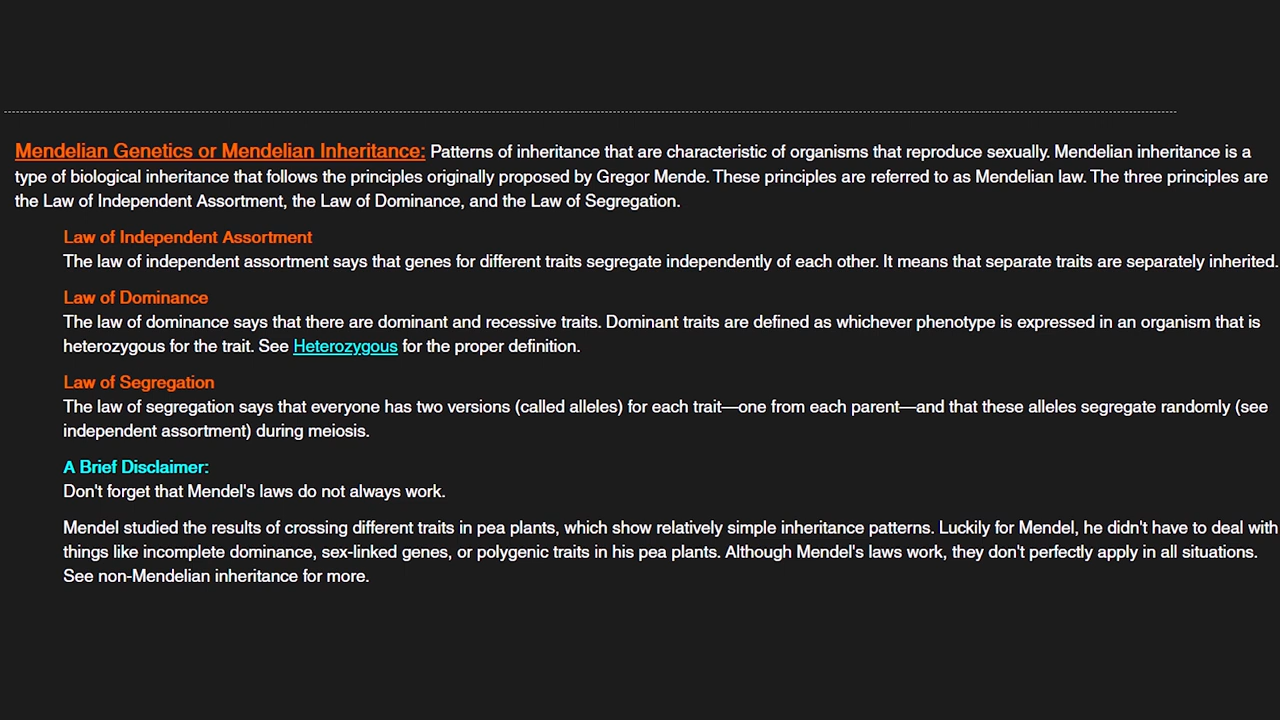 Mendelian Genetics or Mendelian Inheritance: Patterns of inheritance that are characteristic of organisms that reproduce sexually. Mendelian inheritance is a
type of biological inheritance that follows the principles originally proposed by Gregor Mende. These principles are referred to as Mendelian law. The three principles are
the Law of Independent Assortment, the Law of Dominance, and the Law of Segregation.
Law of Independent Assortment
The law of independent assortment says that genes for different traits segregate independently of each other. It means that separate traits are separately inherited.
Law of Dominance
The law of dominance says that there are dominant and recessive traits. Dominant traits are defined as whichever phenotype is expressed in an organism that is
heterozygous for the trait. See Heterozygous for the proper definition.
Law of Segregation
The law of segregation says that everyone has two versions (called alleles) for each trait—one from each parent—and that these alleles segregate randomly (see
independent assortment) during meiosis.
A Brief Disclaimer:
Don't forget that Mendel's laws do not always work.
Mendel studied the results of crossing different traits in pea plants, which show relatively simple inheritance patterns. Luckily for Mendel, he didn't have to deal with
things like incomplete dominance, sex-linked genes, or polygenic traits in his pea plants. Although Mendel's laws work, they don't perfectly apply in all situations.
See non-Mendelian inheritance for more.